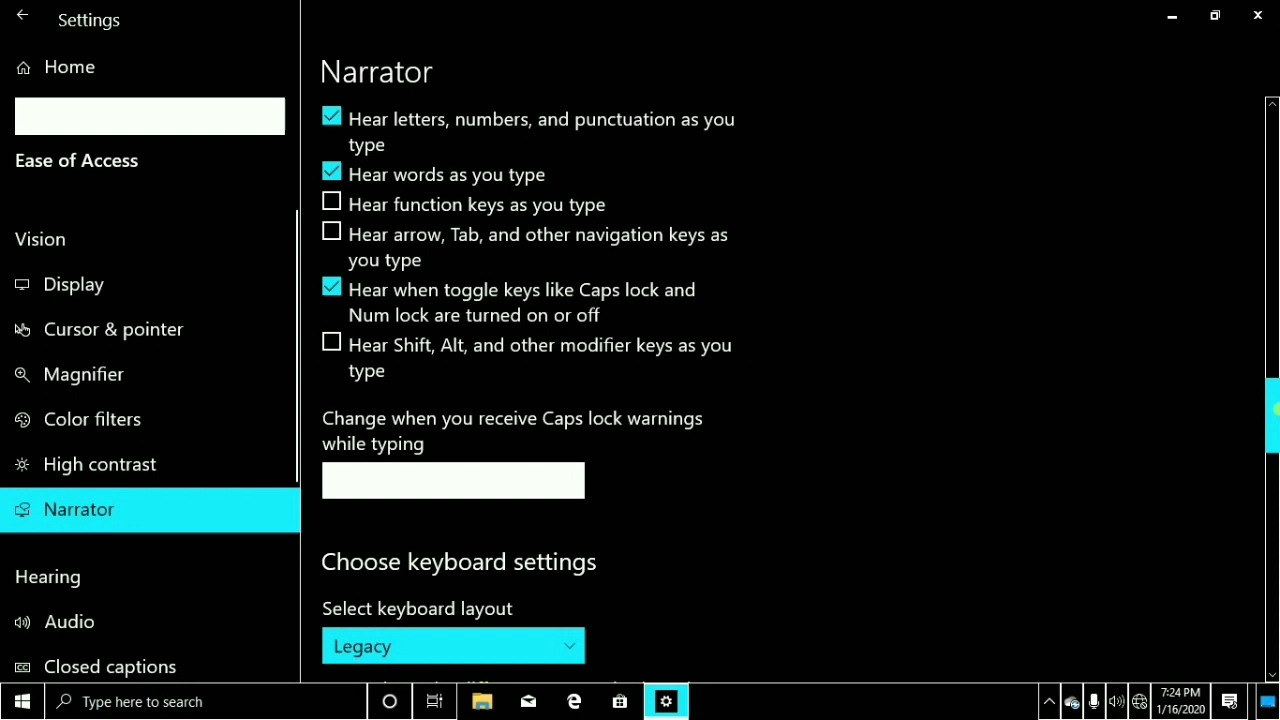 Settings
Home
Ease of Access
Vision
Display
Cursor & pointer
Magnifier
Color filters
High contrast
Narrator
Hearing
Audio
Closed captions
Narrator
Hear letters, numbers, and punctuation as you
type
Hear words as you type
Hear function keys as you type
Hear arrow, Tab, and other navigation keys as
you type
Hear when toggle keys like Caps lock and
Num lock are turned on or off
Hear Shift, Alt, and other modifier keys as you
type
Change when you receive Caps lock warnings
while typing
Choose keyboard settings
Select keyboard layout
Legacy
Type here to search
7:24 PM
1/16/2020